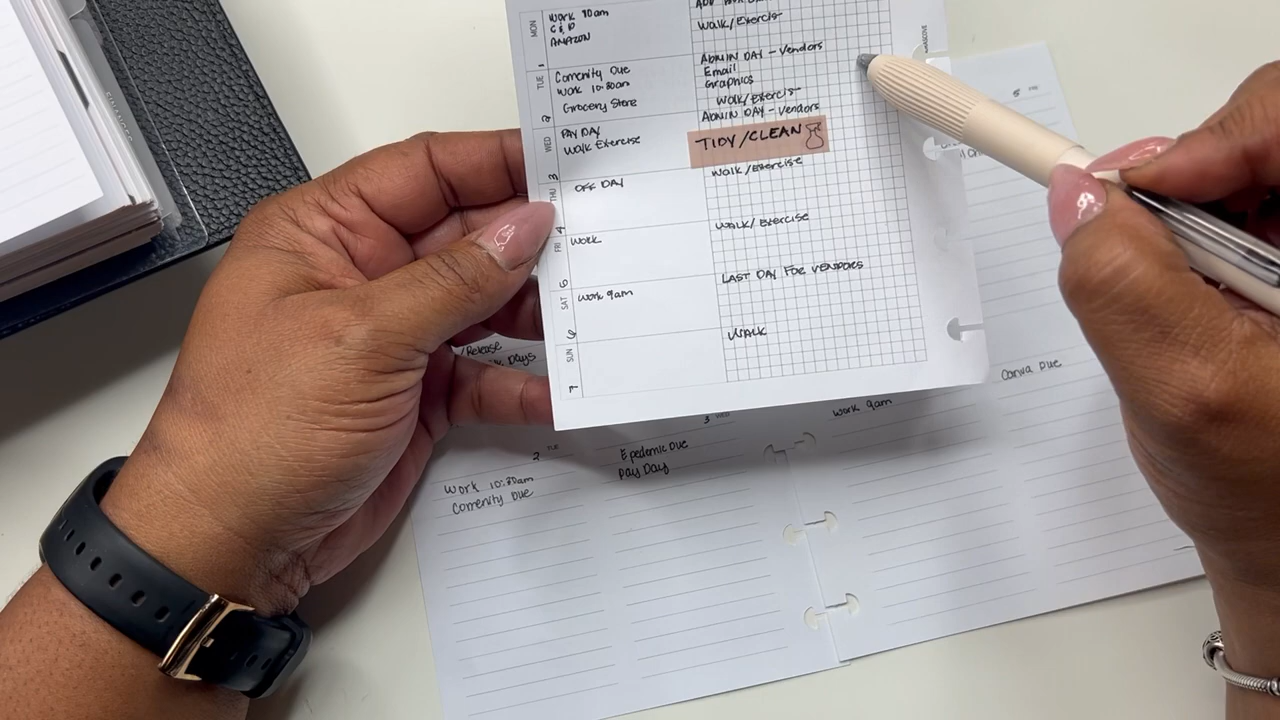 MON
Work 10am
AMAZON
1
TUE
Comenity Due
Work 10:30am
Grocery Store
2
WED
PAY DAY
Walk Exercise
3
THU
OFF DAY
4
FRI
Work
5
SAT
Work 9am
6
SUN
7
Walk/Exercise
ADMIN DAY - Vendors
Email
Graphics
Walk/Exercise
ADMIN DAY - Vendors
TIDY/CLEAN
Walk/Exercise
Walk/Exercise
LAST DAY FOR VENDORS
WALK
/Release
Days
2 TUE
Work 10:30am
Comenity Due
3 WED
Epedemic Due
Pay Day
Work 9am
5 FRI
Canva Due